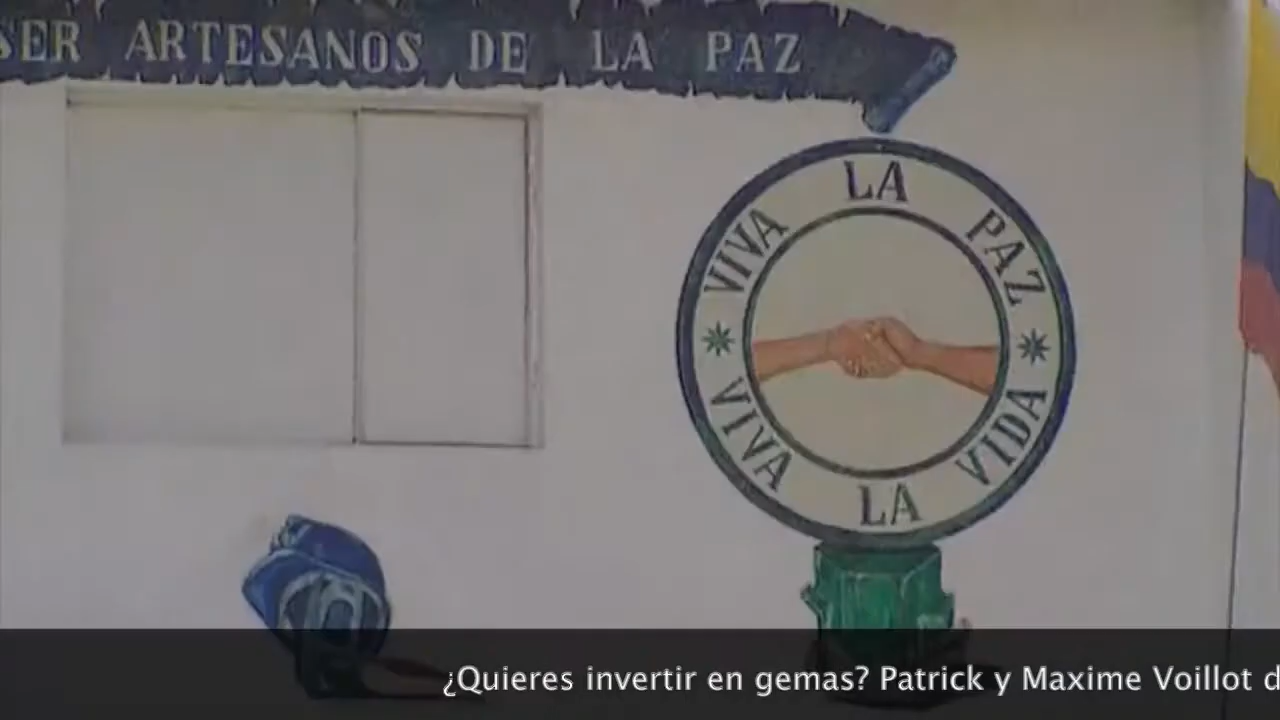 SER ARTESANOS DE LA PAZ
VIVA LA PAZ
VIVA LA VIDA
¿Quieres invertir en gemas? Patrick y Maxime Voillot d